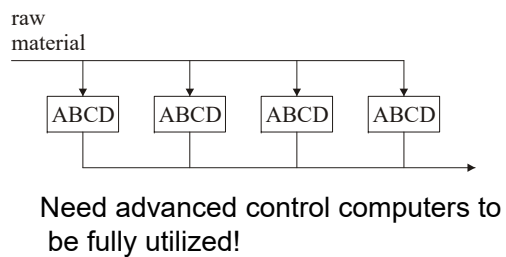 raw
material
ABCD ABCD ABCD ABCD
Need advanced control computers to
be fully utilized!